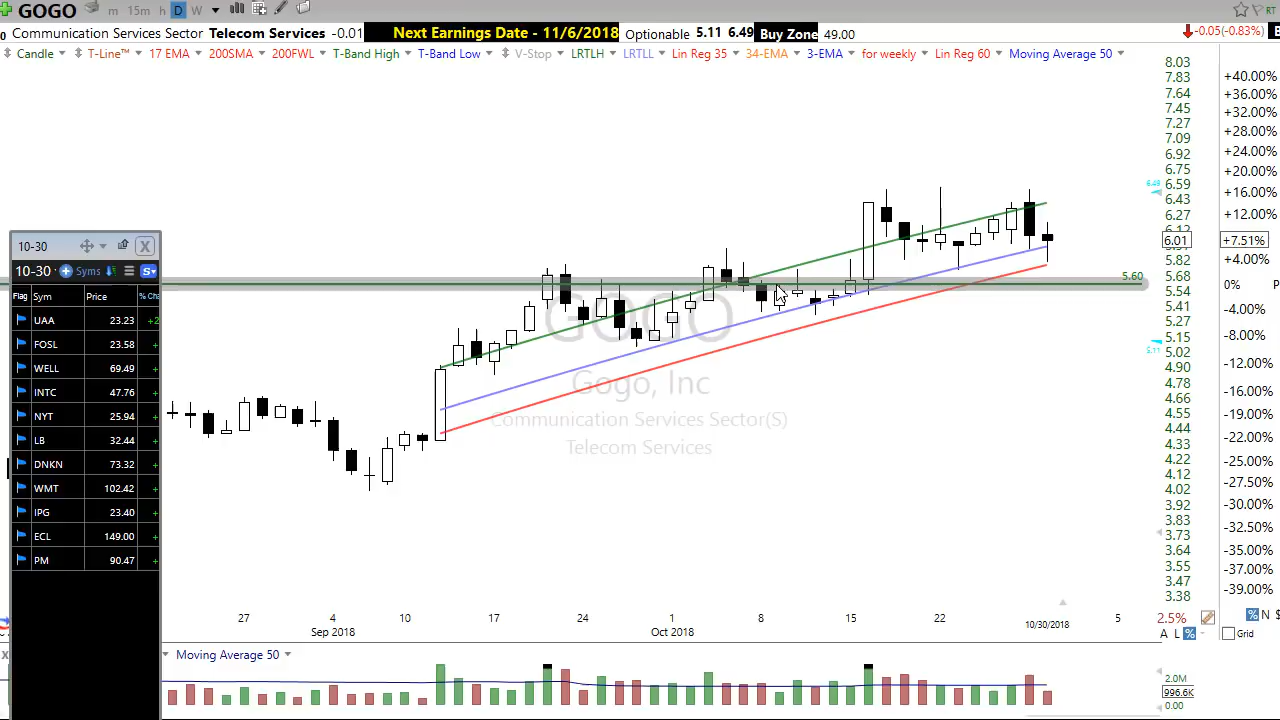 GOGO m 15m h D W RT
Communication Services Sector Telecom Services -0.01 Next Earnings Date - 11/6/2018 Optionable 5.11 6.49 Buy Zone 49.00 -0.05(-0.83%)
Candle T-Line™ 17 EMA 200SMA 200FWL T-Band High T-Band Low V-Stop LRTLH LRTLL Lin Reg 35 34-EMA 3-EMA for weekly Lin Reg 60 Moving Average 50
8.03
7.83 +40.00%
7.64 +36.00%
7.45 +32.00%
7.27 +28.00%
7.09
6.92 +24.00%
6.75 +20.00%
6.49 6.59 +16.00%
6.43
6.27 +12.00%
6.01 +7.51%
5.82 +4.00%
5.60 5.68 0%
5.54
5.41 -4.00%
5.27
5.15 -8.00%
5.11 5.02
4.90 -12.00%
4.78
4.66 -16.00%
4.55 -19.00%
4.44 -22.00%
4.33
4.22 -25.00%
4.12 -27.50%
4.02
3.92 -30.00%
3.83 -32.50%
3.73
3.64 -35.00%
3.55 -37.00%
3.47 -39.00%
3.38
GOGO
Gogo, Inc
Communication Services Sector(S)
Telecom Services
10-30 X
10-30 Syms S
Flag Sym Price % Cha
UAA 23.23 +2
FOSL 23.58 +
WELL 69.49 +
INTC 47.76 +
NYT 25.94 +
LB 32.44 +
DNKN 73.32 +
WMT 102.42 +
IPG 23.40 +
ECL 149.00 +
PM 90.47 +
27 4 10 17 24 1 8 15 22 5
Sep 2018 Oct 2018 10/30/2018
2.5% % N $
A L % Grid
X Moving Average 50
2.0M
996.6K
0.00